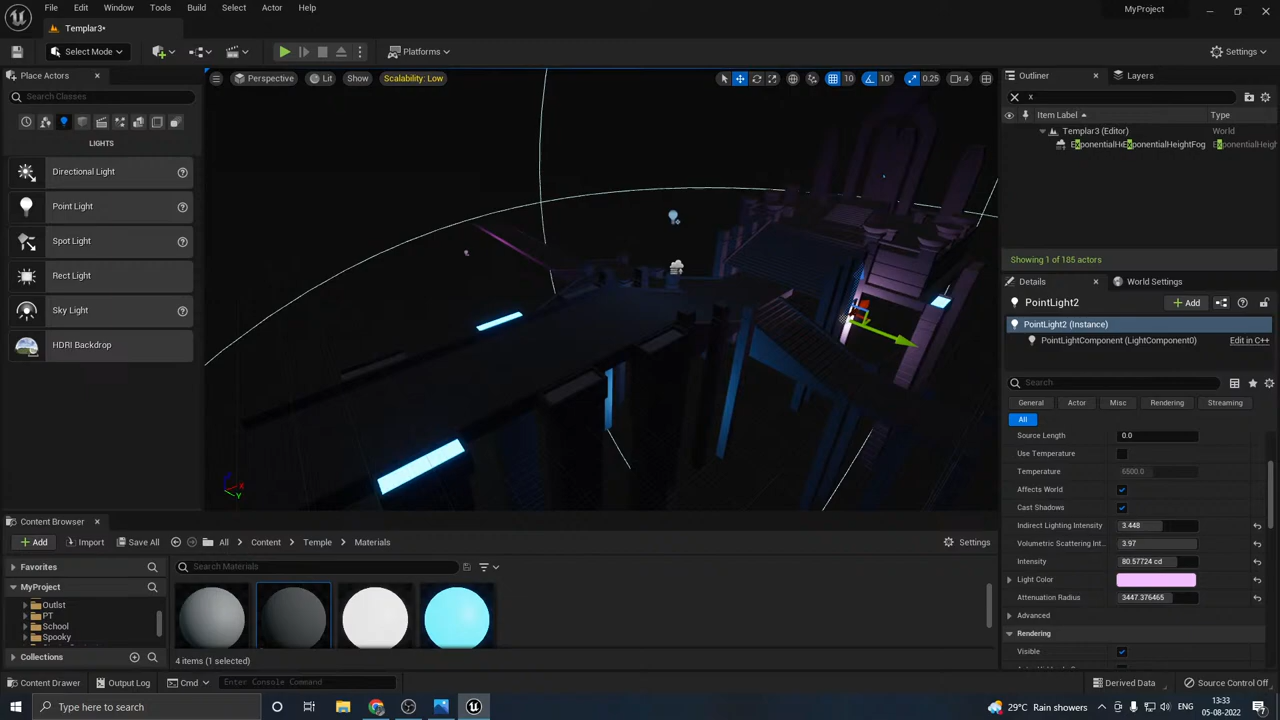 File Edit Window Tools Build Select Actor Help
MyProject
Templar3*
Select Mode
Platforms
Settings
Place Actors
Search Classes
LIGHTS
Directional Light
Point Light
Spot Light
Rect Light
Sky Light
HDRI Backdrop
Perspective Lit Show Scalability: Low
10 10° 0.25 4
Outliner Layers
x
Item Label Type
Templar3 (Editor) World
ExponentialHeightFog
Showing 1 of 185 actors
Details World Settings
PointLight2 Add
PointLight2 (Instance)
PointLightComponent (LightComponent0) Edit in C++
Search
General Actor Misc Rendering Streaming
All
Source Length 0.0
Use Temperature
Temperature 6500.0
Affects World
Cast Shadows
Indirect Lighting Intensity 3.448
Volumetric Scattering Int... 3.97
Intensity 80.57724 cd
Light Color
Attenuation Radius 3447.376465
Advanced
Rendering
Visible
X
Y
Content Browser
Add Import Save All All Content Temple Materials Settings
Favorites
MyProject
Outlst
PT
School
Spooky
Collections
Search Materials
4 items (1 selected)
Content Drawer Output Log Cmd Enter Console Command Derived Data Source Control Off
Type here to search
29°C Rain showers
13:33
05-08-2022